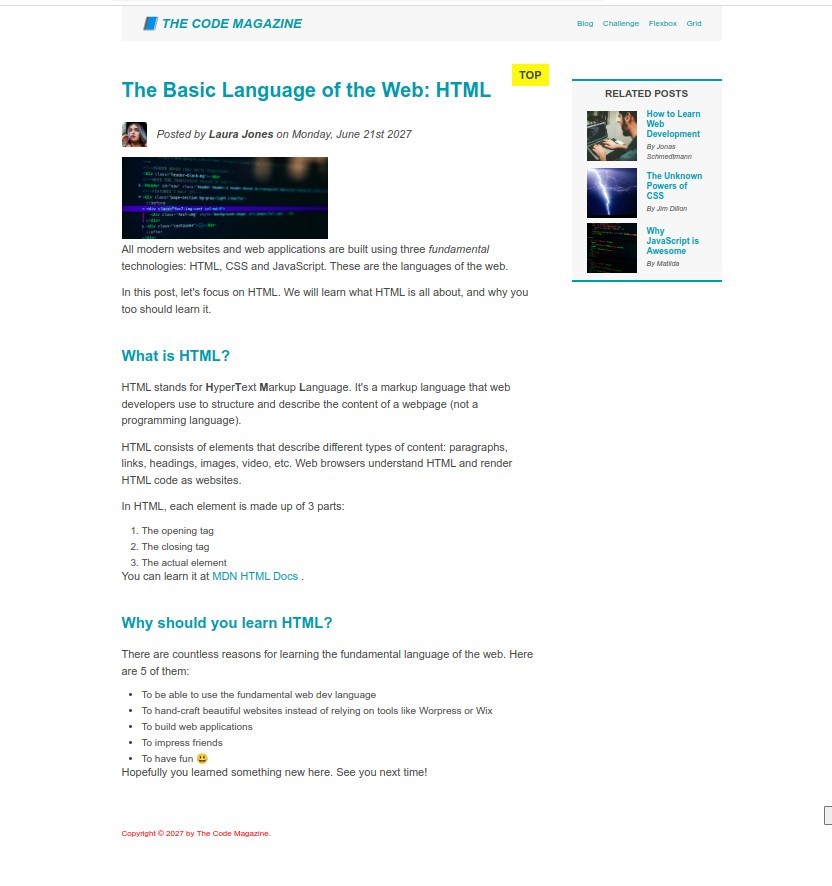 📘 THE CODE MAGAZINE
Blog Challenge Flexbox Grid
TOP
The Basic Language of the Web: HTML
Posted by Laura Jones on Monday, June 21st 2027
All modern websites and web applications are built using three fundamental
technologies: HTML, CSS and JavaScript. These are the languages of the web.
In this post, let's focus on HTML. We will learn what HTML is all about, and why you
too should learn it.
What is HTML?
HTML stands for HyperText Markup Language. It's a markup language that web
developers use to structure and describe the content of a webpage (not a
programming language).
HTML consists of elements that describe different types of content: paragraphs,
links, headings, images, video, etc. Web browsers understand HTML and render
HTML code as websites.
In HTML, each element is made up of 3 parts:
1. The opening tag
2. The closing tag
3. The actual element
You can learn it at MDN HTML Docs .
Why should you learn HTML?
There are countless reasons for learning the fundamental language of the web. Here
are 5 of them:
• To be able to use the fundamental web dev language
• To hand-craft beautiful websites instead of relying on tools like Worpress or Wix
• To build web applications
• To impress friends
• To have fun 😃
Hopefully you learned something new here. See you next time!
Copyright © 2027 by The Code Magazine.
RELATED POSTS
How to Learn
Web
Development
By Jonas
Schmedtmann
The Unknown
Powers of
CSS
By Jim Dillon
Why
JavaScript is
Awesome
By Matilda